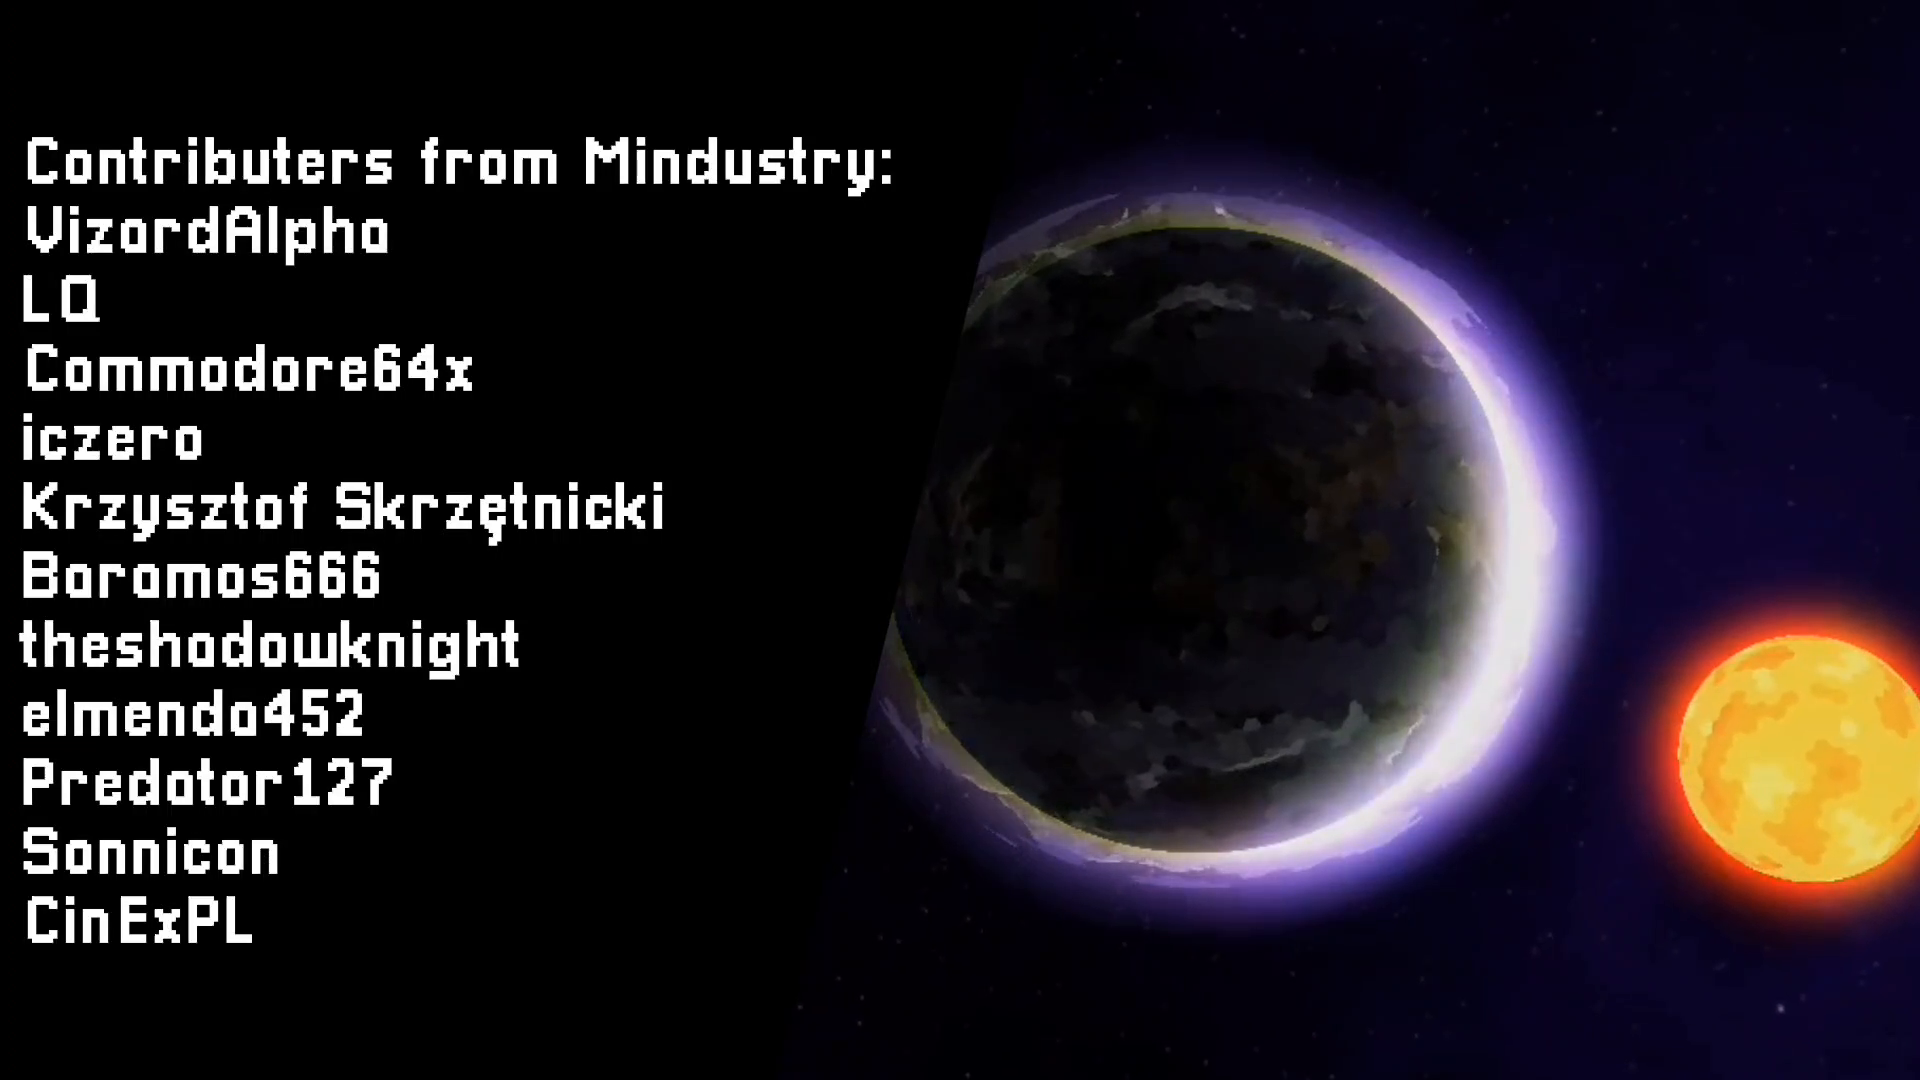 Contributers from Mindustry:
VizardAlpha
LQ
Commodore64x
iczero
Krzysztof Skrzętnicki
Baramos666
theshadowknight
elmenda452
Predator127
Sonnicon
CinExPL